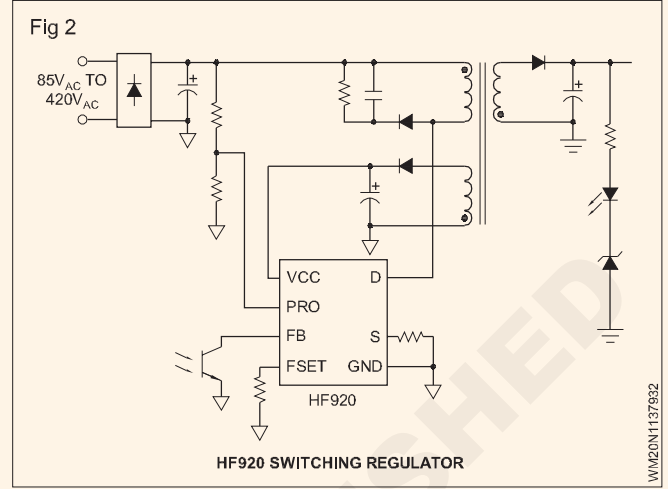 Fig 2
85VAC TO
420VAC
VCC D
PRO
FB S
FSET GND
HF920
HF920 SWITCHING REGULATOR
WM20N1137932